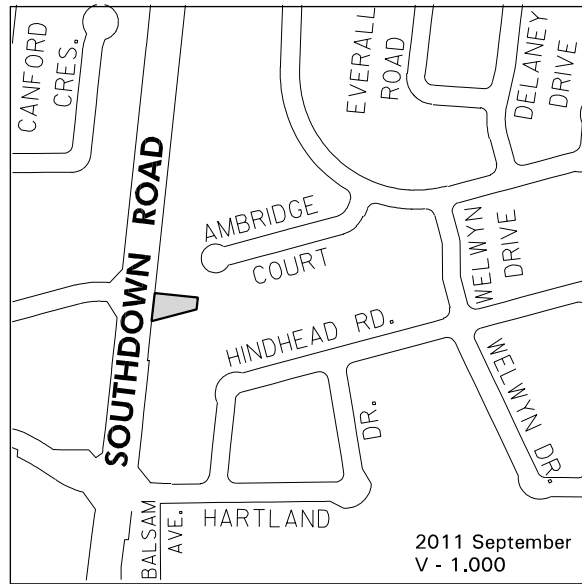 CANFORD
CRES.
EVERALL
ROAD
DELANEY
DRIVE
SOUTHDOWN ROAD
AMBRIDGE
COURT
WELWYN
DRIVE
HINDHEAD RD.
WELWYN DR.
DR.
HARTLAND
BALSAM
AVE.
2011 September
V - 1.000